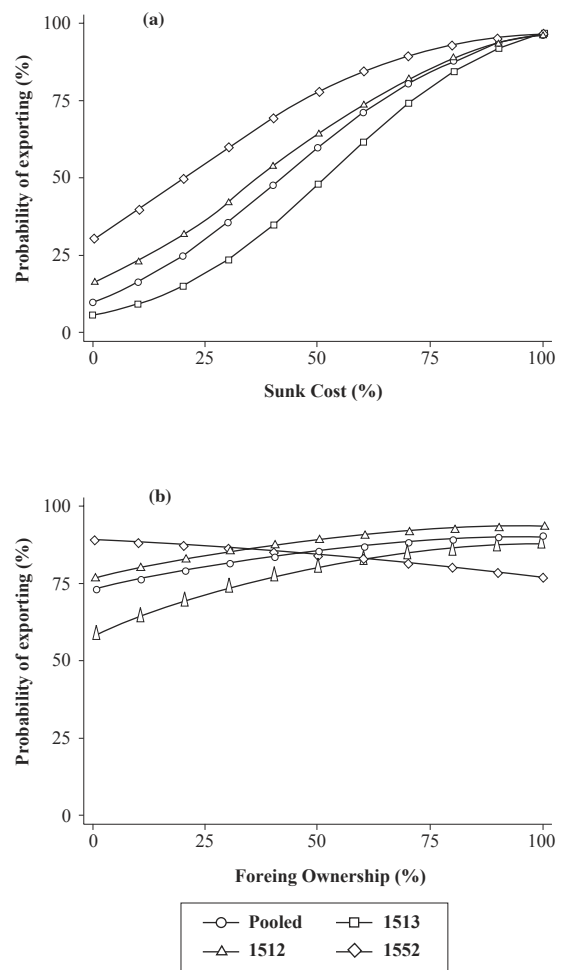 (a)
100
75
50
25
0
Probability of exporting (%)
0 25 50 75 100
Sunk Cost (%)
(b)
100
75
50
25
0
Probability of exporting (%)
0 25 50 75 100
Foreing Ownership (%)
Pooled 1513
1512 1552